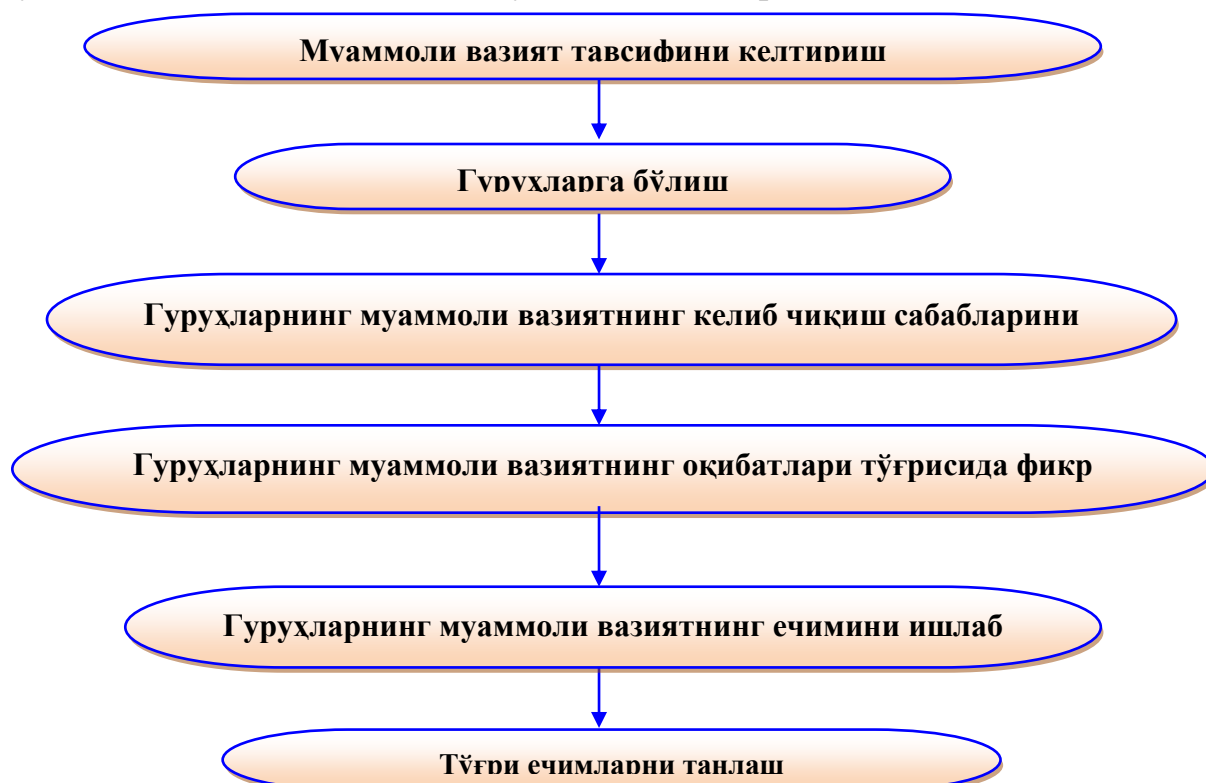 Муаммоли вазият тавсифини келтириш
Гуруҳларга бўлиш
Гуруҳларнинг муаммоли вазиятнинг келиб чиқиш сабабларини
Гуруҳларнинг муаммоли вазиятнинг оқибатлари тўғрисида фикр
Гуруҳларнинг муаммоли вазиятнинг ечимини ишлаб
Тўғри ечимларни танлаш